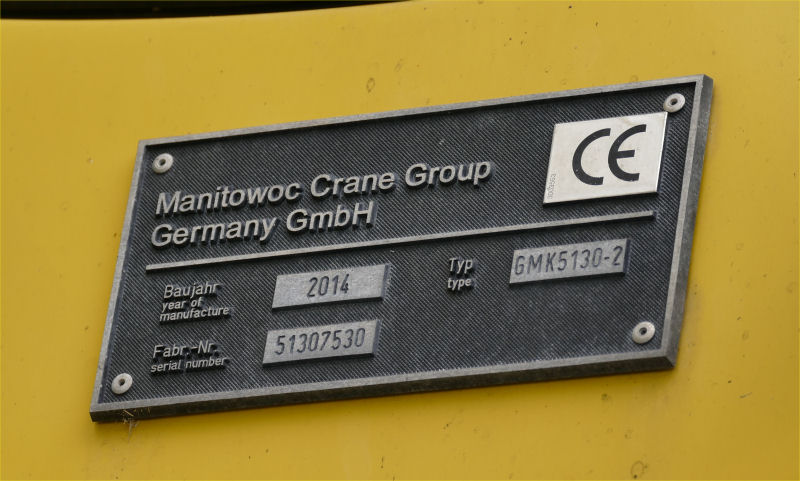 Manitowoc Crane Group
Germany GmbH
CE
Baujahr
year of
manufacture
2014
Typ
type
GMK5130-2
Fabr.-Nr.
serial number
51307530